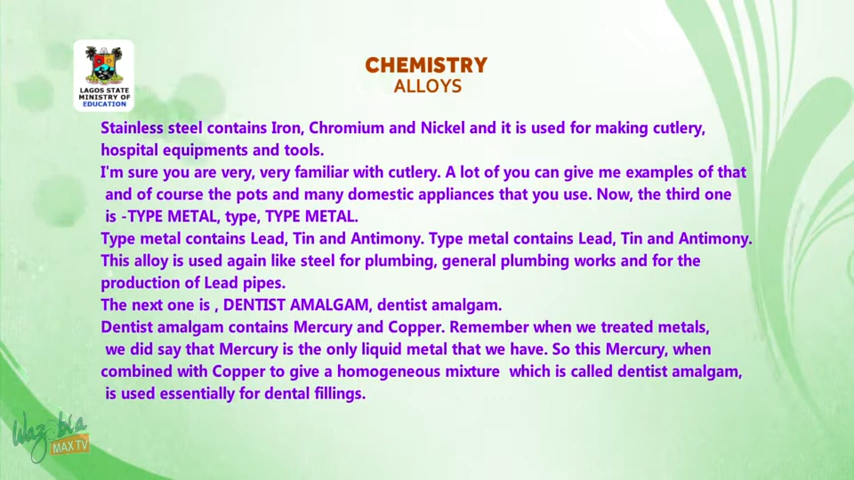 LAGOS STATE
MINISTRY OF
EDUCATION
CHEMISTRY
ALLOYS
Stainless steel contains Iron, Chromium and Nickel and it is used for making cutlery,
hospital equipments and tools.
I'm sure you are very, very familiar with cutlery. A lot of you can give me examples of that
and of course the pots and many domestic appliances that you use. Now, the third one
is -TYPE METAL, type, TYPE METAL.
Type metal contains Lead, Tin and Antimony. Type metal contains Lead, Tin and Antimony.
This alloy is used again like steel for plumbing, general plumbing works and for the
production of Lead pipes.
The next one is , DENTIST AMALGAM, dentist amalgam.
Dentist amalgam contains Mercury and Copper. Remember when we treated metals,
we did say that Mercury is the only liquid metal that we have. So this Mercury, when
combined with Copper to give a homogeneous mixture which is called dentist amalgam,
is used essentially for dental fillings.
Wazobia
MAX TV